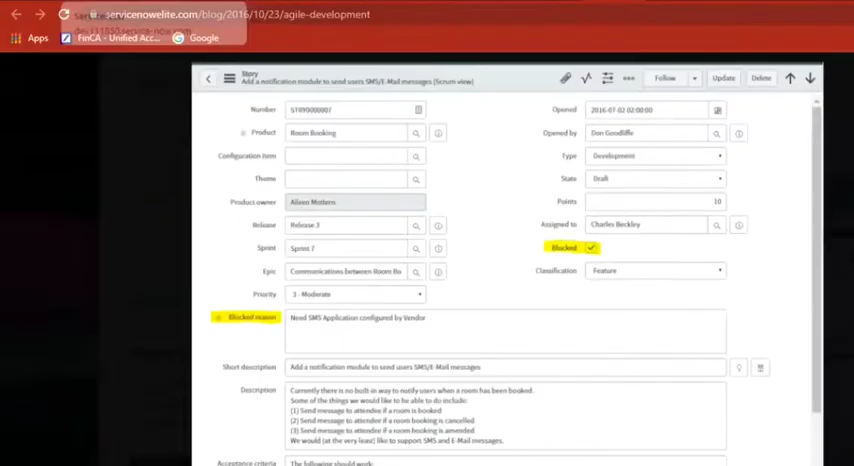 servicenowelite.com/blog/2016/10/23/agile-development
Apps FinCA - Unified Acc... Google
Story
Add a notification module to send users SMS/E-Mail messages [Scrum view]
Follow Update Delete
Number
Opened 2016-07-02 02:00:00
Product Room Booking
Opened by Don Goodliffe
Configuration item
Type Development
Theme
State Draft
Product owner
Points 10
Release Release 3
Assigned to Charles Beckley
Sprint Sprint 7
Blocked
Epic Communications between Room Bo
Classification Feature
Priority 3 - Moderate
Blocked reason Need SMS Application configured by Vendor
Short description Add a notification module to send users SMS/E-Mail messages
Description Currently there is no built-in way to notify users when a room has been booked.
Some of the things we would like to be able to do include:
(1) Send message to attendee if a room is booked
(2) Send message to attendee if a room booking is cancelled
(3) Send message to attendee if a room booking is amended
We would (at the very least) like to support SMS and E-Mail messages.
Acceptance criteria The following should work: